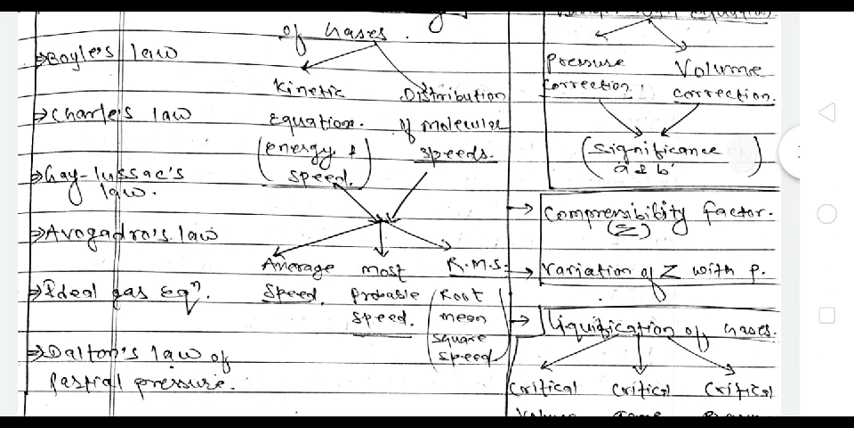 of Gases.
⇒Boyle's law
⇒Charle's law
⇒Gay-lussac's
law.
⇒Avogadro's law
⇒Ideal gas Eqⁿ.
⇒Dalton's law of
Partial pressure.
Kinetic
Equation.
(energy &
speed.)
Distribution
of molecular
speeds.
Average
Speed.
most
probable
speed.
R.M.S.
(Root
mean
square
speed)
Pressure
correction.
Volume
correction.
(significance
'a & b')
→ Compressibility factor.
(Z)
→ Variation of Z with P.
→ Liquification of Gases.
Critical
Critical
Critical